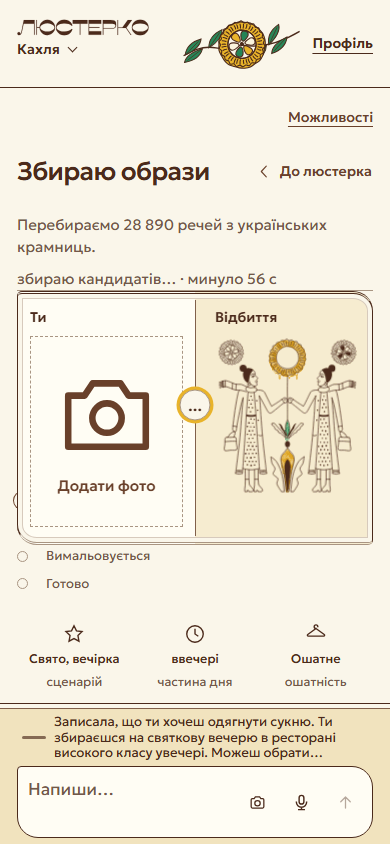 ЛЮСТЕРКО
Кахля
Профіль
Можливості
Збираю образи
До люстерка
Перебираємо 28 890 речей з українських
крамниць.
збираю кандидатів… · минуло 56 с
Ти
Відбиття
...
Додати фото
Вимальовується
Готово
Свято, вечірка
ввечері
Ошатне
сценарій
частина дня
ошатність
Записала, що ти хочеш одягнути сукню. Ти
збираєшся на святкову вечерю в ресторані
високого класу увечері. Можеш обрати…
Напиши…